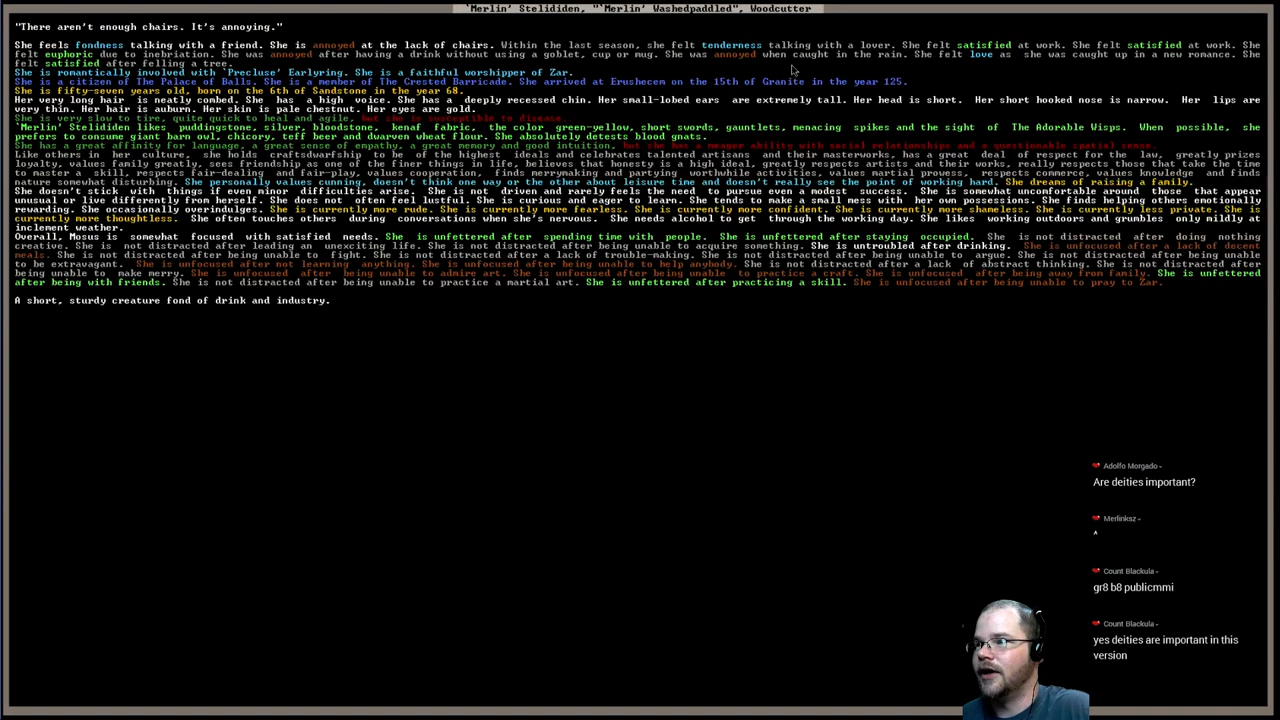 `Merlin' Stelididen, "`Merlin' Washedpaddled", Woodcutter
"There aren't enough chairs. It's annoying."
She feels fondness talking with a friend. She is annoyed at the lack of chairs. Within the last season, she felt tenderness talking with a lover. She felt satisfied at work. She felt satisfied at work. She
felt euphoric due to inebriation. She was annoyed after having a drink without using a goblet, cup or mug. She was annoyed when caught in the rain. She felt love as she was caught up in a new romance. She
felt satisfied after felling a tree.
She is romantically involved with `Precluse' Earlyring. She is a faithful worshipper of Zar.
She is a citizen of The Palace of Balls. She is a member of The Crested Barricade. She arrived at Erushecem on the 15th of Granite in the year 125.
She is fifty-seven years old, born on the 6th of Sandstone in the year 68.
Her very long hair is neatly combed. She has a high voice. She has a deeply recessed chin. Her small-lobed ears are extremely tall. Her head is short. Her short hooked nose is narrow. Her lips are
very thin. Her hair is auburn. Her skin is pale chestnut. Her eyes are gold.
She is very slow to tire, quite quick to heal and agile, but she is susceptible to disease.
`Merlin' Stelididen likes puddingstone, silver, bloodstone, kenaf fabric, the color green-yellow, short swords, gauntlets, menacing spikes and the sight of The Adorable Wisps. When possible, she
prefers to consume giant barn owl, chicory, teff beer and dwarven wheat flour. She absolutely detests blood gnats.
She has a great affinity for language, a great sense of empathy, a great memory and good intuition, but she has a meager ability with social relationships and a questionable spatial sense.
Like others in her culture, she holds craftsdwarfship to be of the highest ideals and celebrates talented artisans and their masterworks, has a great deal of respect for the law, greatly prizes
loyalty, values family greatly, sees friendship as one of the finer things in life, believes that honesty is a high ideal, greatly respects artists and their works, really respects those that take the time
to master a skill, respects fair-dealing and fair-play, values cooperation, finds merrymaking and partying worthwhile activities, values martial prowess, respects commerce, values knowledge and finds
nature somewhat disturbing. She personally values cunning, doesn't think one way or the other about leisure time and doesn't really see the point of working hard. She dreams of raising a family.
She doesn't stick with things if even minor difficulties arise. She is not driven and rarely feels the need to pursue even a modest success. She is somewhat uncomfortable around those that appear
unusual or live differently from herself. She does not often feel lustful. She is curious and eager to learn. She tends to make a small mess with her own possessions. She finds helping others emotionally
rewarding. She occasionally overindulges. She is currently more rude. She is currently more fearless. She is currently more confident. She is currently more shameless. She is currently less private. She is
currently more thoughtless. She often touches others during conversations when she's nervous. She needs alcohol to get through the working day. She likes working outdoors and grumbles only mildly at
inclement weather.
Overall, Mosus is somewhat focused with satisfied needs. She is unfettered after spending time with people. She is unfettered after staying occupied. She is not distracted after doing nothing
creative. She is not distracted after leading an unexciting life. She is not distracted after being unable to acquire something. She is untroubled after drinking. She is unfocused after a lack of decent
meals. She is not distracted after being unable to fight. She is not distracted after a lack of trouble-making. She is not distracted after being unable to argue. She is not distracted after being unable
to be extravagant. She is unfocused after not learning anything. She is unfocused after being unable to help anybody. She is not distracted after a lack of abstract thinking. She is not distracted after
being unable to make merry. She is unfocused after being unable to admire art. She is unfocused after being unable to practice a craft. She is unfocused after being away from family. She is unfettered
after being with friends. She is not distracted after being unable to practice a martial art. She is unfettered after practicing a skill. She is unfocused after being unable to pray to Zar.
A short, sturdy creature fond of drink and industry.
Adolfo Morgado
Are deities important?
Merlinksz
^
Count Blackula
gr8 b8 publicmmi
Count Blackula
yes deities are important in this
version